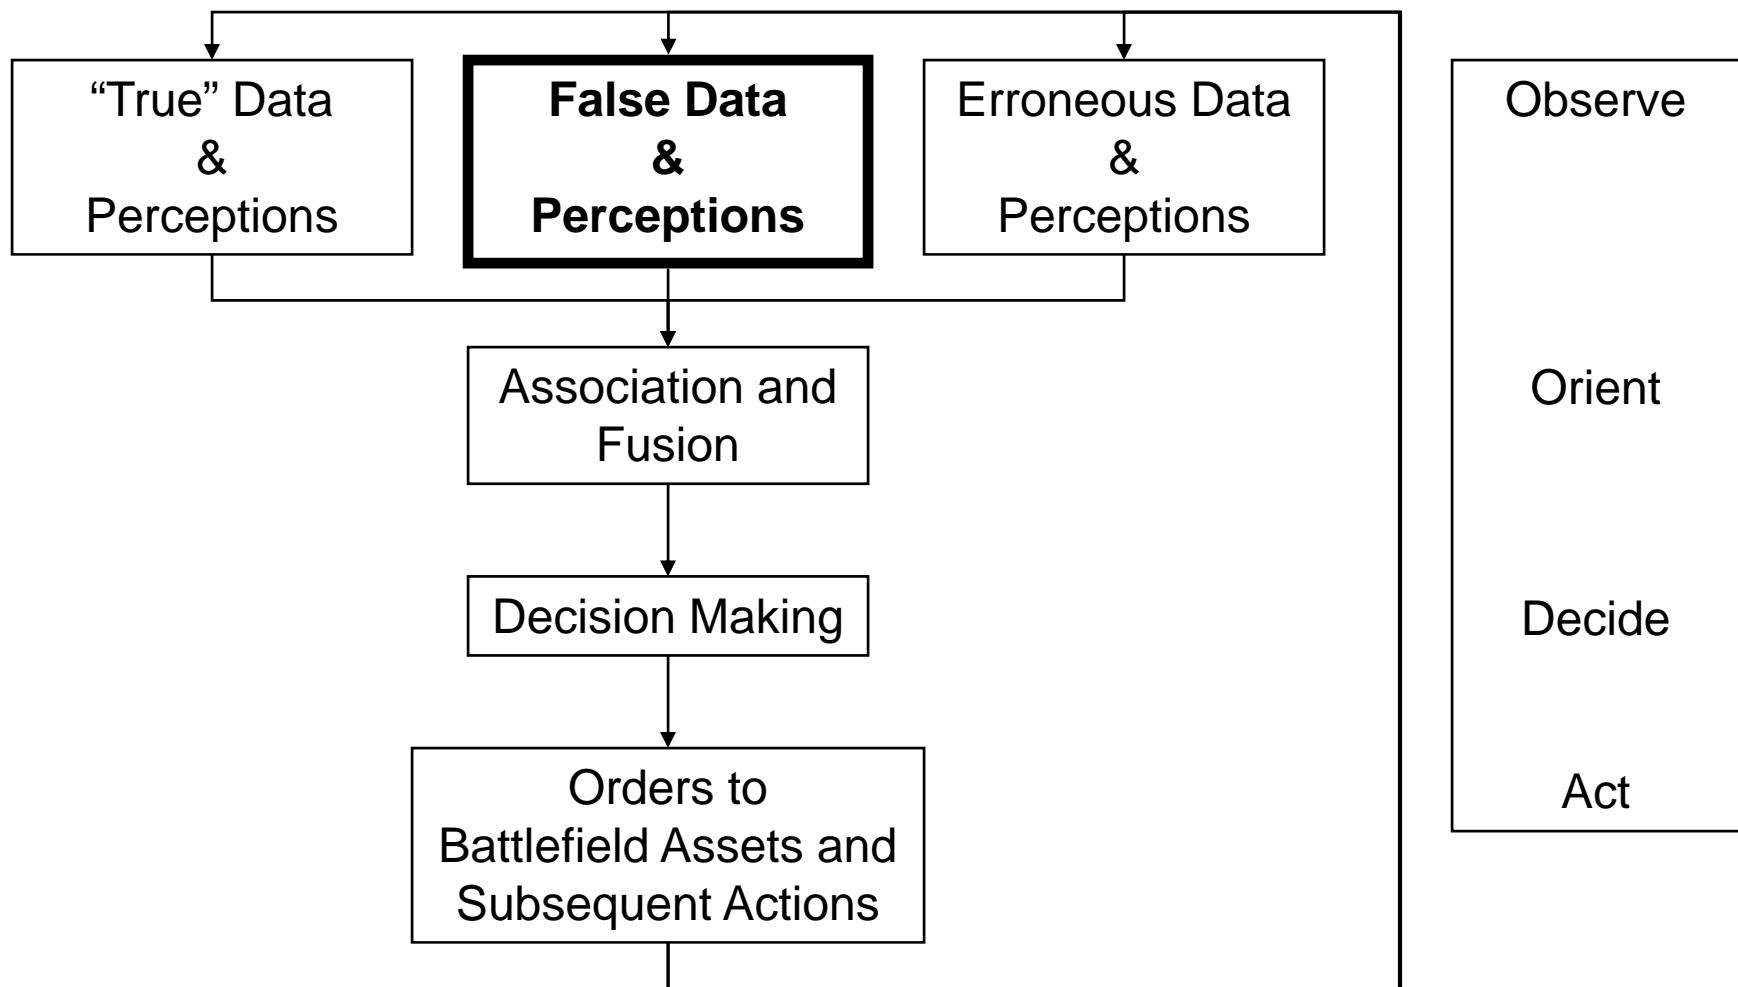 “True” Data
&
Perceptions
False Data
&
Perceptions
Erroneous Data
&
Perceptions
Association and
Fusion
Decision Making
Orders to
Battlefield Assets and
Subsequent Actions
Observe
Orient
Decide
Act